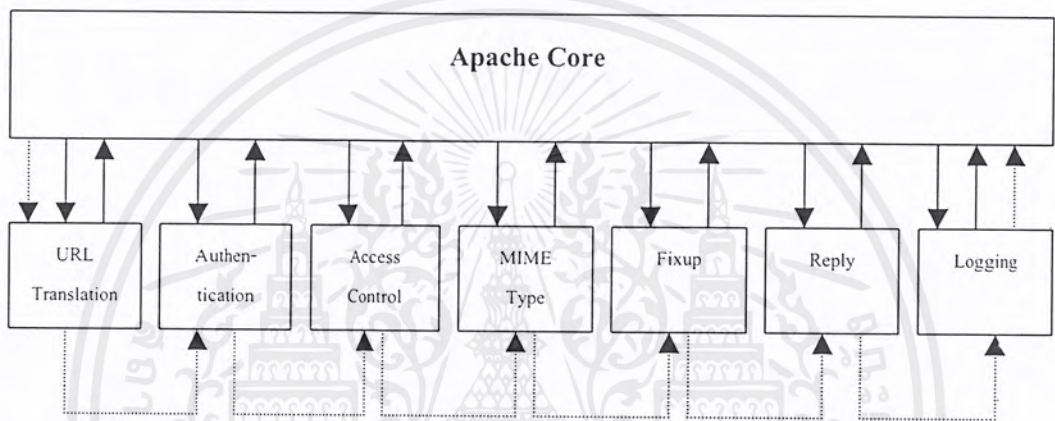 Apache Core
URL
Translation
Authen-
tication
Access
Control
MIME
Type
Fixup
Reply
Logging